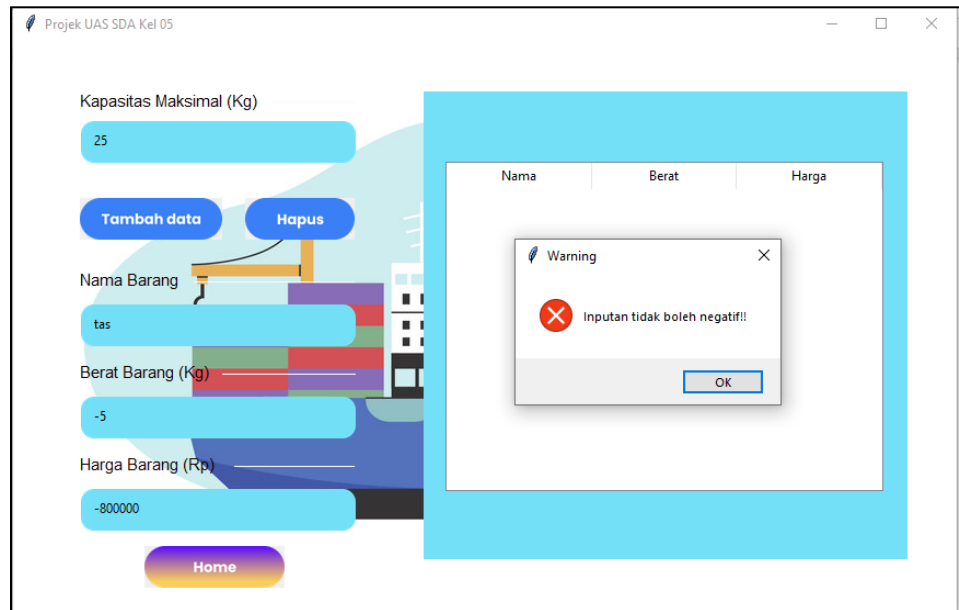 Projek UAS SDA Kel 05
Kapasitas Maksimal (Kg)
25
Tambah data
Hapus
Nama Barang
tas
Berat Barang (Kg)
-5
Harga Barang (Rp)
-800000
Home
Nama Berat Harga
Warning
Inputan tidak boleh negatif!!
OK